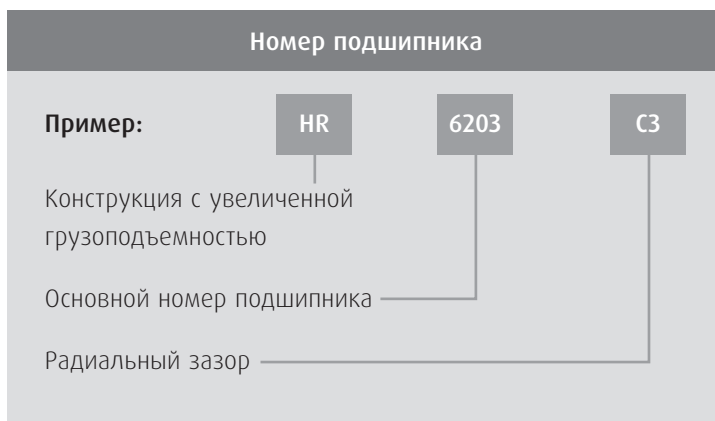 Номер подшипника
Пример: HR 6203 C3
Конструкция с увеличенной
грузоподъемностью
Основной номер подшипника
Радиальный зазор